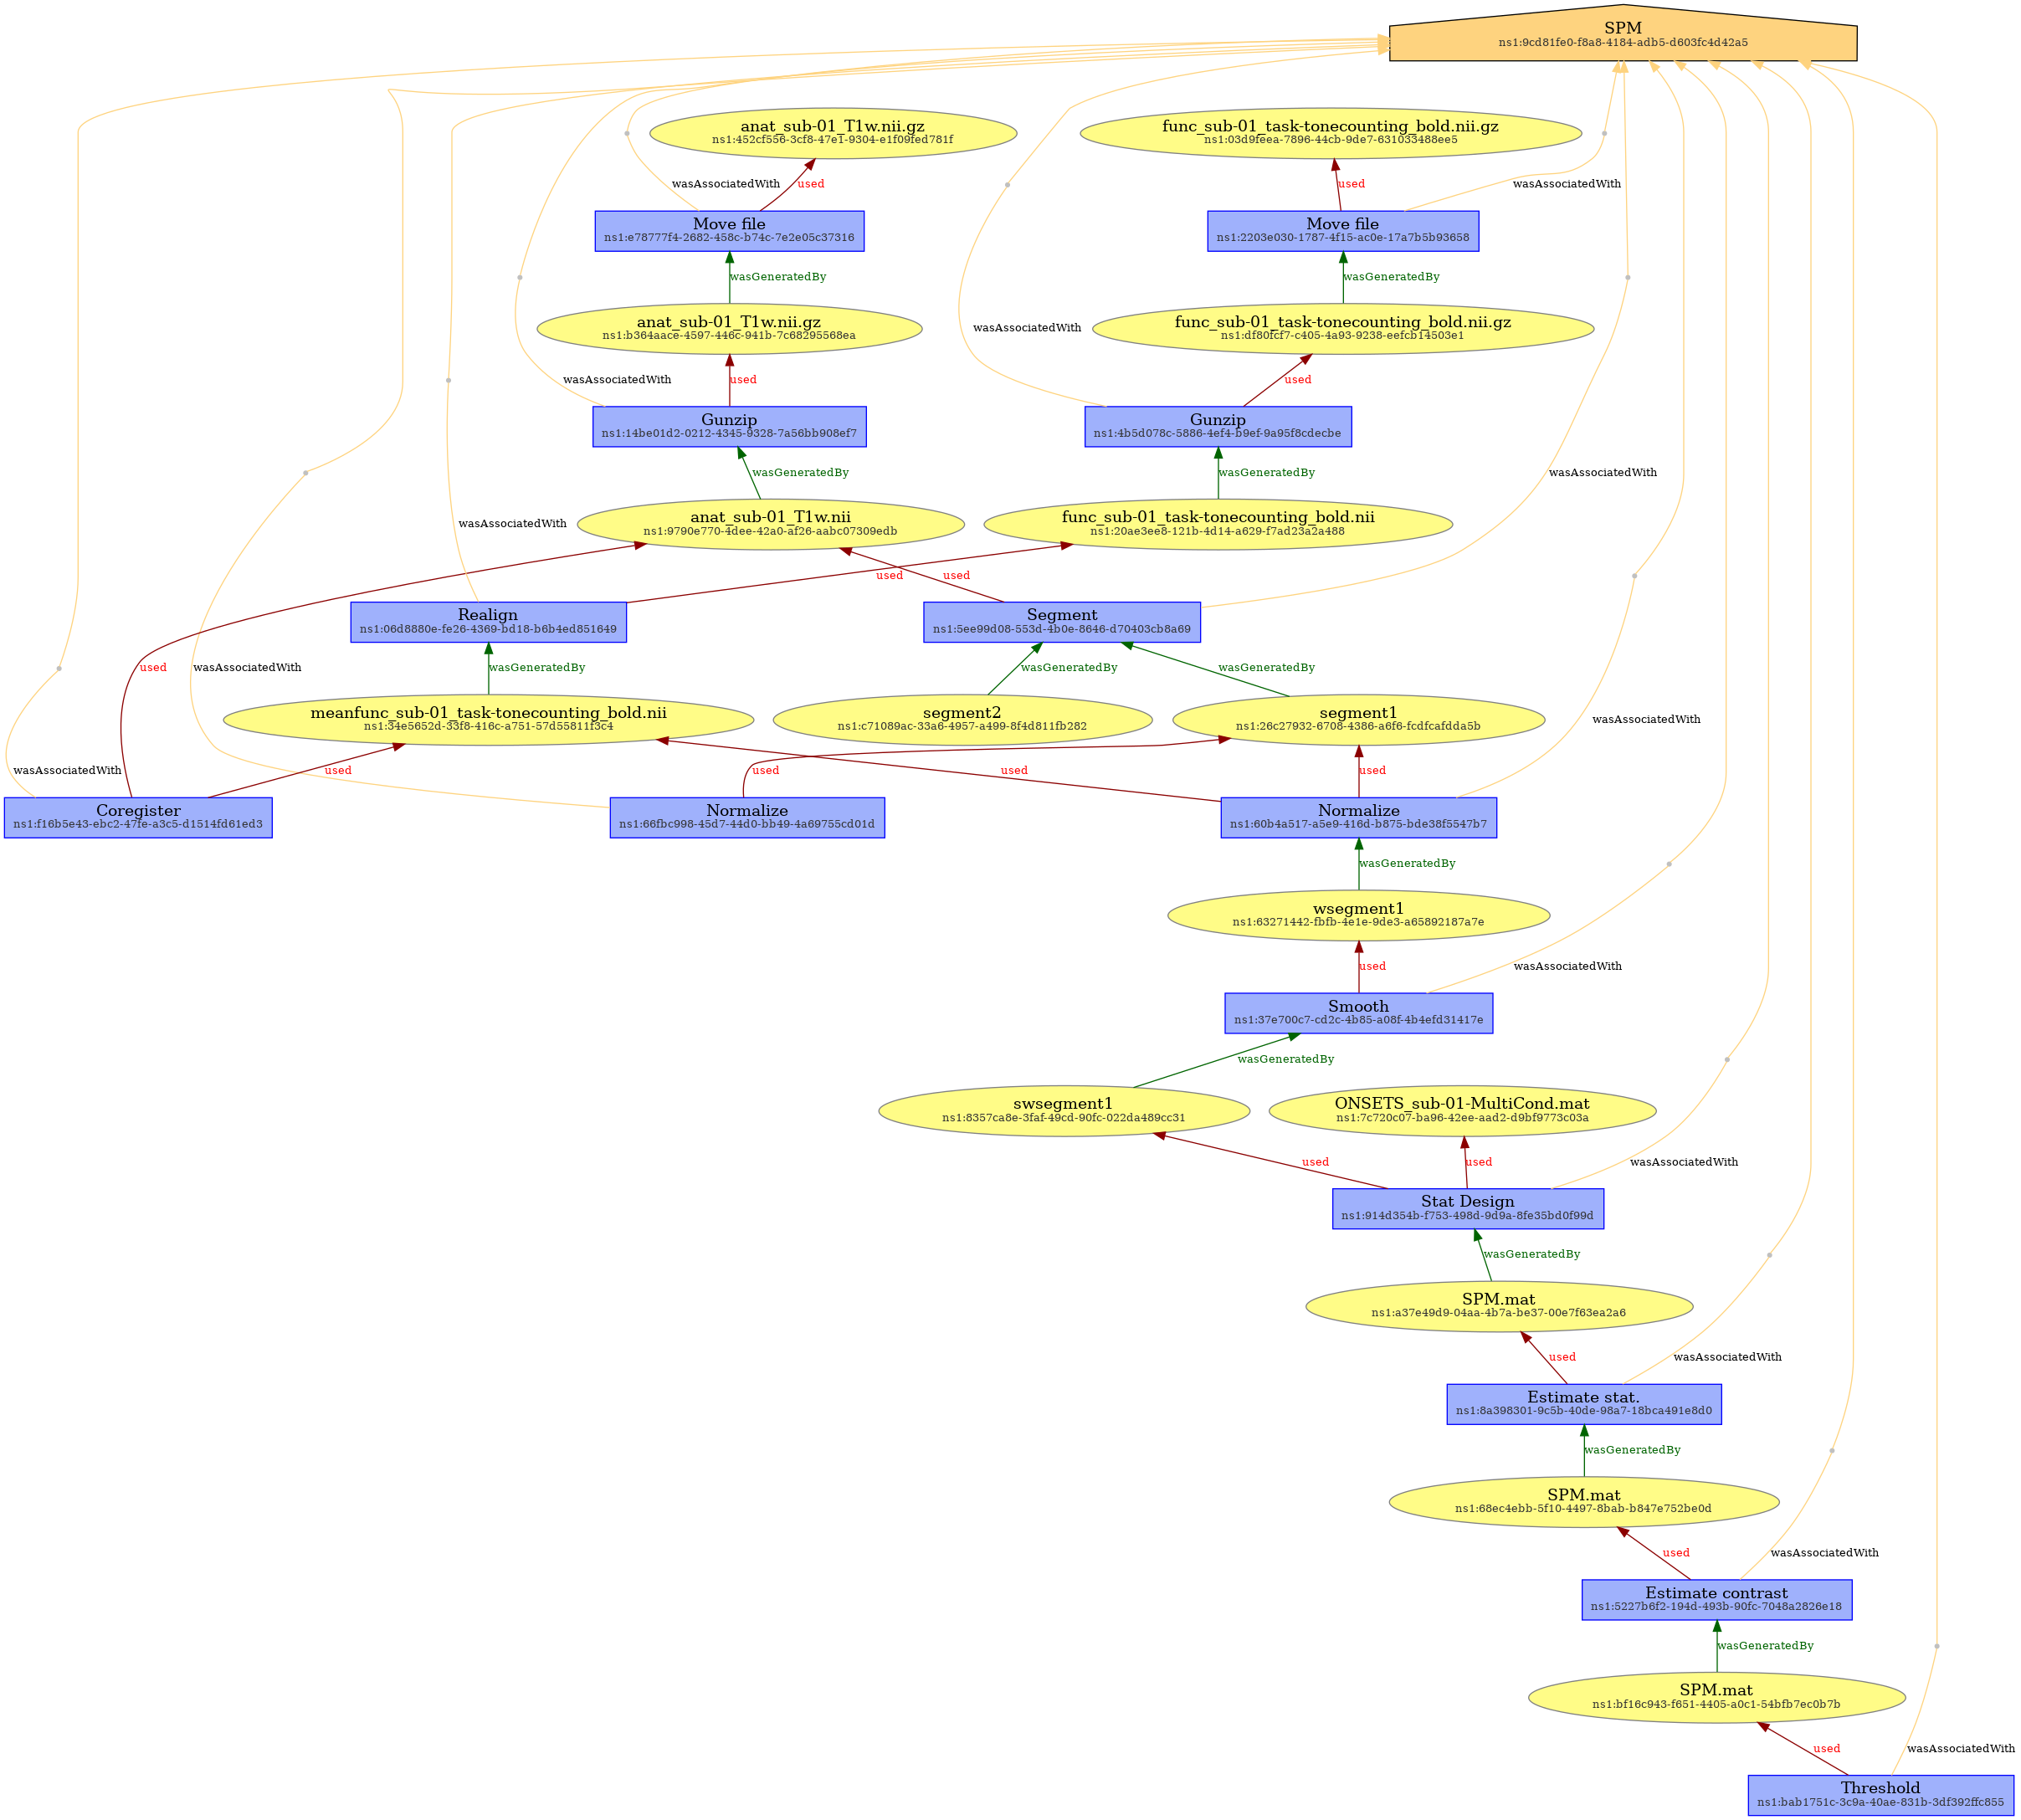 SPM
ns1:9cd81fe0-f8a8-4184-adb5-d603fc4d42a5
anat_sub-01_T1w.nii.gz
ns1:452cf556-3cf8-47e1-9304-e1f09fed781f
func_sub-01_task-tonecounting_bold.nii.gz
ns1:03d9feea-7896-44cb-9de7-631033488ee5
wasAssociatedWith
used
used
wasAssociatedWith
Move file
ns1:e78777f4-2682-458c-b74c-7e2e05c37316
Move file
ns1:2203e030-1787-4f15-ac0e-17a7b5b93658
wasGeneratedBy
wasGeneratedBy
anat_sub-01_T1w.nii.gz
ns1:b364aace-4597-446c-941b-7c68295568ea
func_sub-01_task-tonecounting_bold.nii.gz
ns1:df80fcf7-c405-4a93-9238-eefcb14503e1
wasAssociatedWith
wasAssociatedWith
used
used
Gunzip
ns1:14be01d2-0212-4345-9328-7a56bb908ef7
Gunzip
ns1:4b5d078c-5886-4ef4-b9ef-9a95f8cdecbe
wasGeneratedBy
wasGeneratedBy
wasAssociatedWith
wasAssociatedWith
anat_sub-01_T1w.nii
ns1:9790e770-4dee-42a0-af26-aabc07309edb
func_sub-01_task-tonecounting_bold.nii
ns1:20ae3ee8-121b-4d14-a629-f7ad23a2a488
used
used
Realign
ns1:06d8880e-fe26-4369-bd18-b6b4ed851649
Segment
ns1:5ee99d08-553d-4b0e-8646-d70403cb8a69
used
wasAssociatedWith
wasGeneratedBy
wasGeneratedBy
wasGeneratedBy
meanfunc_sub-01_task-tonecounting_bold.nii
ns1:34e5652d-33f8-416c-a751-57d55811f3c4
segment2
ns1:c71089ac-33a6-4957-a499-8f4d811fb282
segment1
ns1:26c27932-6708-4386-a6f6-fcdfcafdda5b
wasAssociatedWith
wasAssociatedWith
used
used
used
used
Coregister
ns1:f16b5e43-ebc2-47fe-a3c5-d1514fd61ed3
Normalize
ns1:66fbc998-45d7-44d0-bb49-4a69755cd01d
Normalize
ns1:60b4a517-a5e9-416d-b875-bde38f5547b7
wasGeneratedBy
wsegment1
ns1:63271442-fbfb-4e1e-9de3-a65892187a7e
used
wasAssociatedWith
Smooth
ns1:37e700c7-cd2c-4b85-a08f-4b4efd31417e
wasGeneratedBy
swsegment1
ns1:8357ca8e-3faf-49cd-90fc-022da489cc31
ONSETS_sub-01-MultiCond.mat
ns1:7c720c07-ba96-42ee-aad2-d9bf9773c03a
used
used
wasAssociatedWith
Stat Design
ns1:914d354b-f753-498d-9d9a-8fe35bd0f99d
wasGeneratedBy
SPM.mat
ns1:a37e49d9-04aa-4b7a-be37-00e7f63ea2a6
used
wasAssociatedWith
Estimate stat.
ns1:8a398301-9c5b-40de-98a7-18bca491e8d0
wasGeneratedBy
SPM.mat
ns1:68ec4ebb-5f10-4497-8bab-b847e752be0d
used
wasAssociatedWith
Estimate contrast
ns1:5227b6f2-194d-493b-90fc-7048a2826e18
wasGeneratedBy
SPM.mat
ns1:bf16c943-f651-4405-a0c1-54bfb7ec0b7b
used
wasAssociatedWith
Threshold
ns1:bab1751c-3c9a-40ae-831b-3df392ffc855